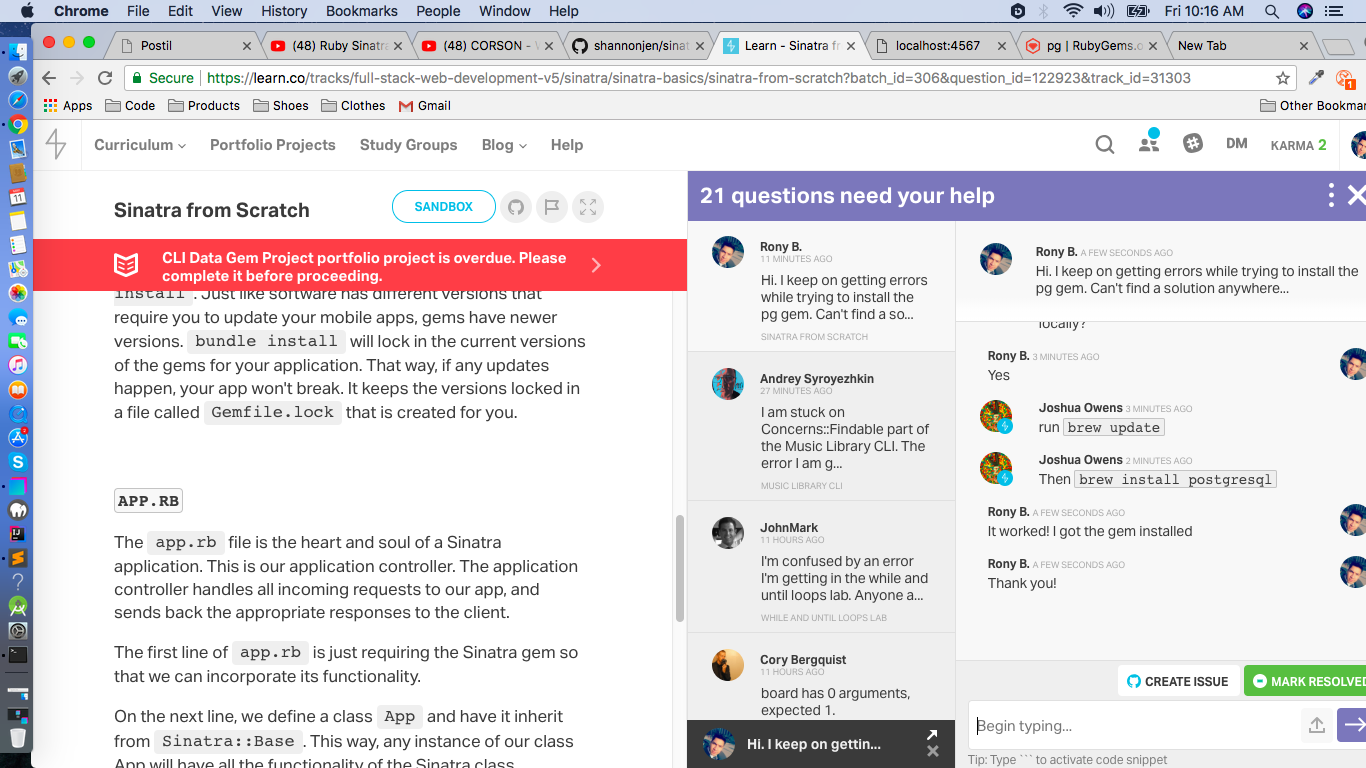 Chrome File Edit View History Bookmarks People Window Help Fri 10:16 AM
Postil (48) Ruby Sinatr (48) CORSON - shannonjen/sinat Learn - Sinatra fr localhost:4567 pg | RubyGems.o New Tab
Secure https://learn.co/tracks/full-stack-web-development-v5/sinatra/sinatra-basics/sinatra-from-scratch?batch_id=306&question_id=122923&track_id=31303
1
Apps Code Products Shoes Clothes Gmail Other Bookmar
Curriculum Portfolio Projects Study Groups Blog Help DM KARMA 2
11
Sinatra from Scratch
SANDBOX
CLI Data Gem Project portfolio project is overdue. Please
complete it before proceeding.
install. Just like software has different versions that
require you to update your mobile apps, gems have newer
versions. bundle install will lock in the current versions
of the gems for your application. That way, if any updates
happen, your app won't break. It keeps the versions locked in
a file called Gemfile.lock that is created for you.
APP.RB
The app.rb file is the heart and soul of a Sinatra
application. This is our application controller. The application
controller handles all incoming requests to our app, and
sends back the appropriate responses to the client.
The first line of app.rb is just requiring the Sinatra gem so
that we can incorporate its functionality.
On the next line, we define a class App and have it inherit
from Sinatra::Base. This way, any instance of our class
App will have all the functionality of the Sinatra class
21 questions need your help
Rony B.
11 MINUTES AGO
Hi. I keep on getting errors
while trying to install the
pg gem. Can't find a so...
SINATRA FROM SCRATCH
Andrey Syroyezhkin
27 MINUTES AGO
I am stuck on
Concerns::Findable part of
the Music Library CLI. The
error I am g...
MUSIC LIBRARY CLI
JohnMark
11 HOURS AGO
I'm confused by an error
I'm getting in the while and
until loops lab. Anyone a...
WHILE AND UNTIL LOOPS LAB
Cory Bergquist
11 HOURS AGO
board has 0 arguments,
expected 1.
Hi. I keep on gettin...
Rony B. A FEW SECONDS AGO
Hi. I keep on getting errors while trying to install the
pg gem. Can't find a solution anywhere...
locally?
Rony B. 3 MINUTES AGO
Yes
Joshua Owens 3 MINUTES AGO
run brew update
Joshua Owens 2 MINUTES AGO
Then brew install postgresql
Rony B. A FEW SECONDS AGO
It worked! I got the gem installed
Rony B. A FEW SECONDS AGO
Thank you!
CREATE ISSUE MARK RESOLVED
Begin typing...
Tip: Type ``` to activate code snippet